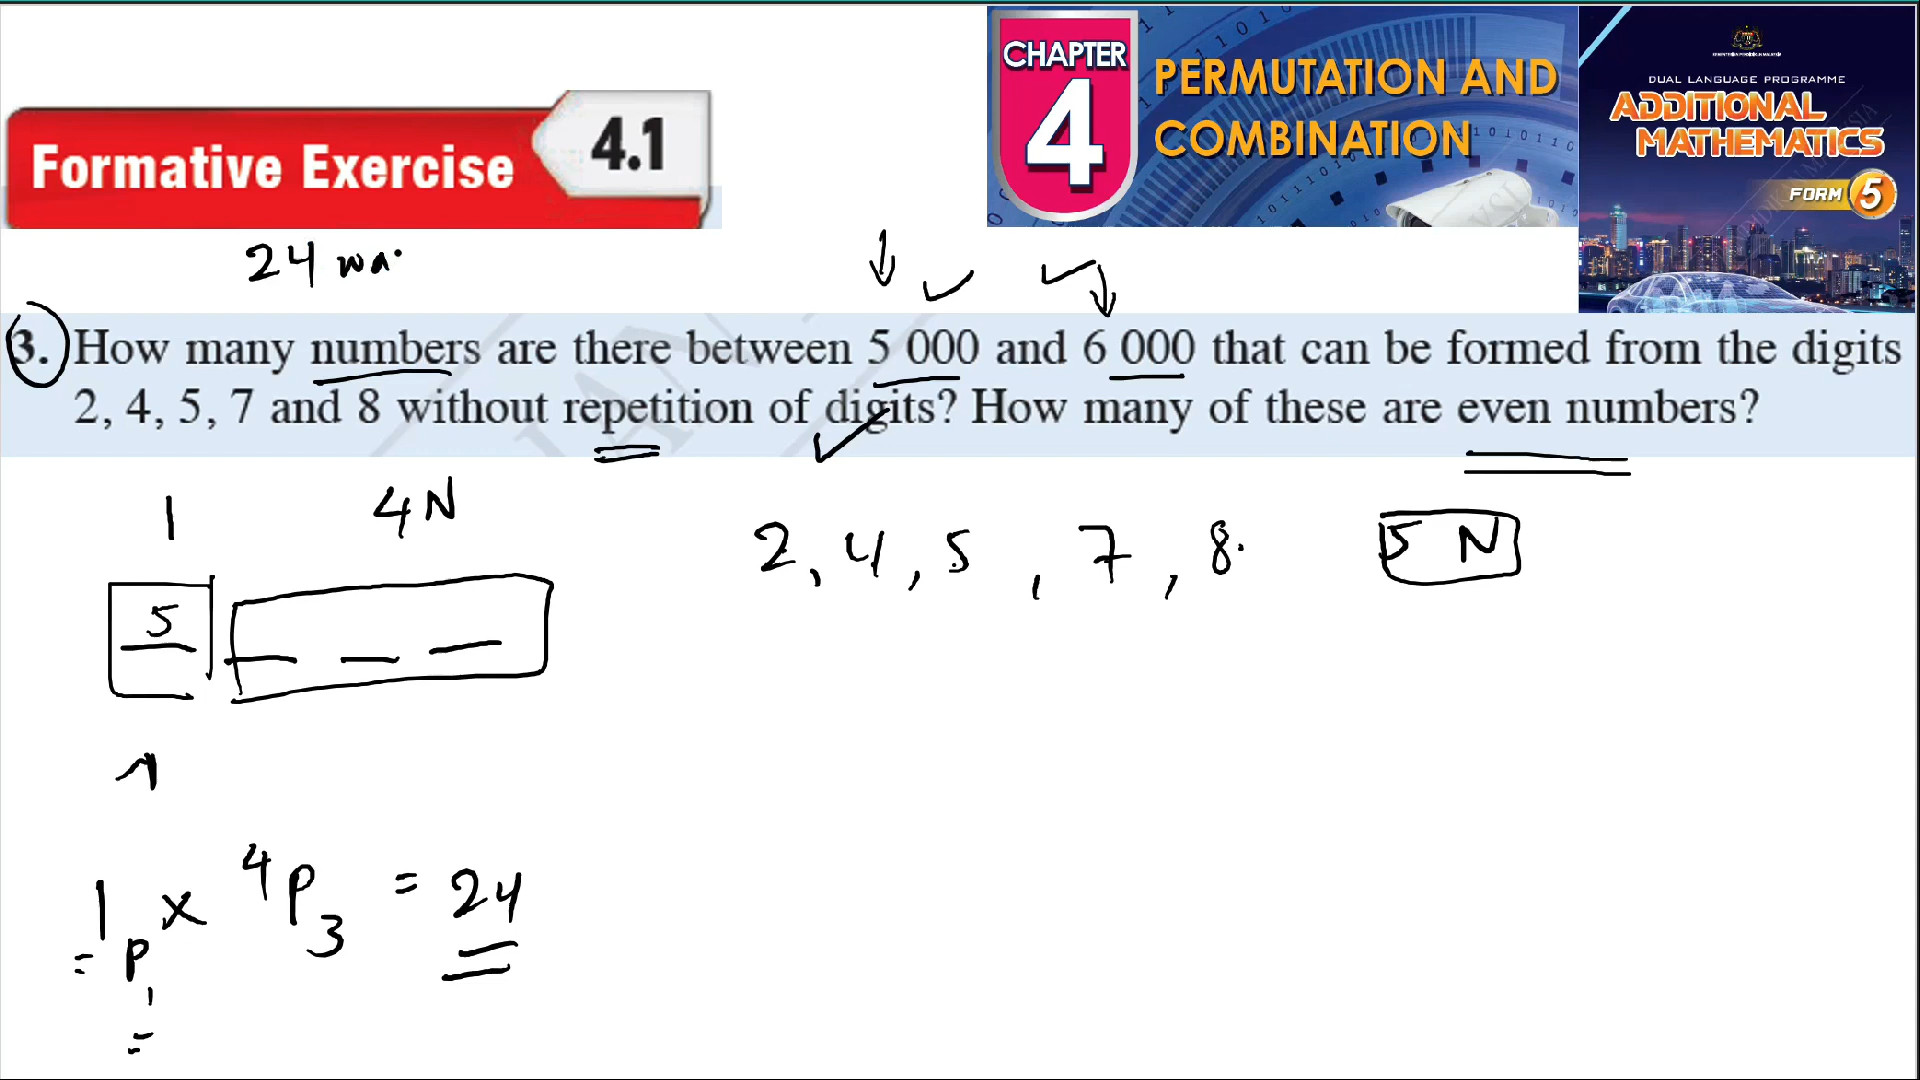 CHAPTER
4
PERMUTATION AND
COMBINATION
DUAL LANGUAGE PROGRAMME
ADDITIONAL
MATHEMATICS
FORM 5
Formative Exercise 4.1
24 wa.
3. How many numbers are there between 5 000 and 6 000 that can be formed from the digits
2, 4, 5, 7 and 8 without repetition of digits? How many of these are even numbers?
1 4N
2, 4, 5, 7, 8. 5 N
5
1 x 4P3 = 24
= 1P1
=